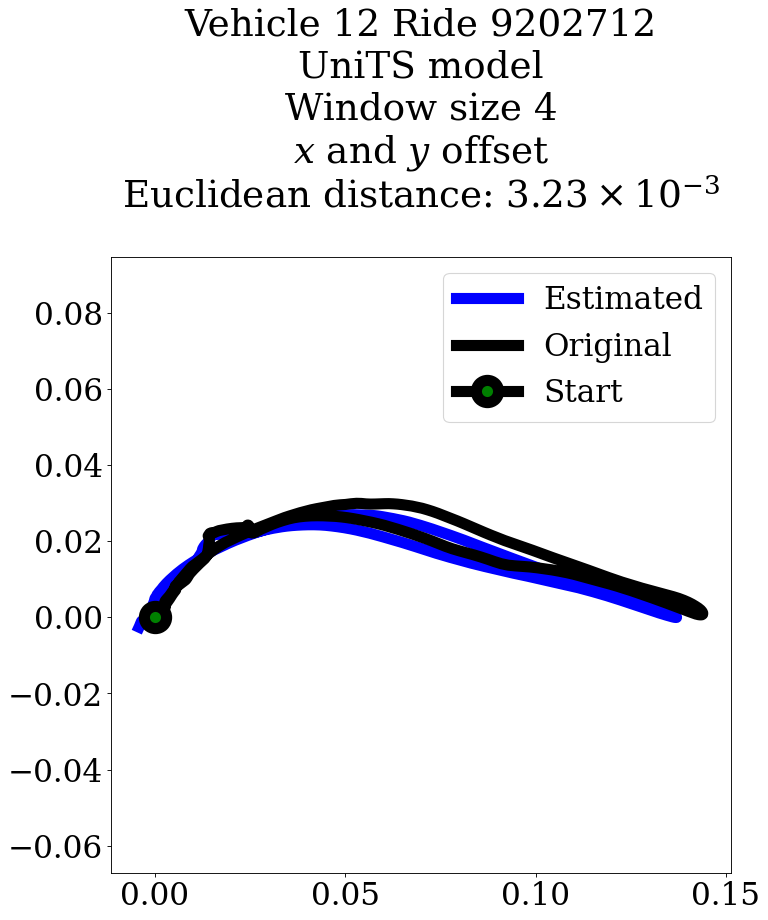 Vehicle 12 Ride 9202712
UniTS model
Window size 4
x and y offset
Euclidean distance: 3.23 × 10⁻³
Estimated
Original
Start
0.08
0.06
0.04
0.02
0.00
−0.02
−0.04
−0.06
0.00 0.05 0.10 0.15